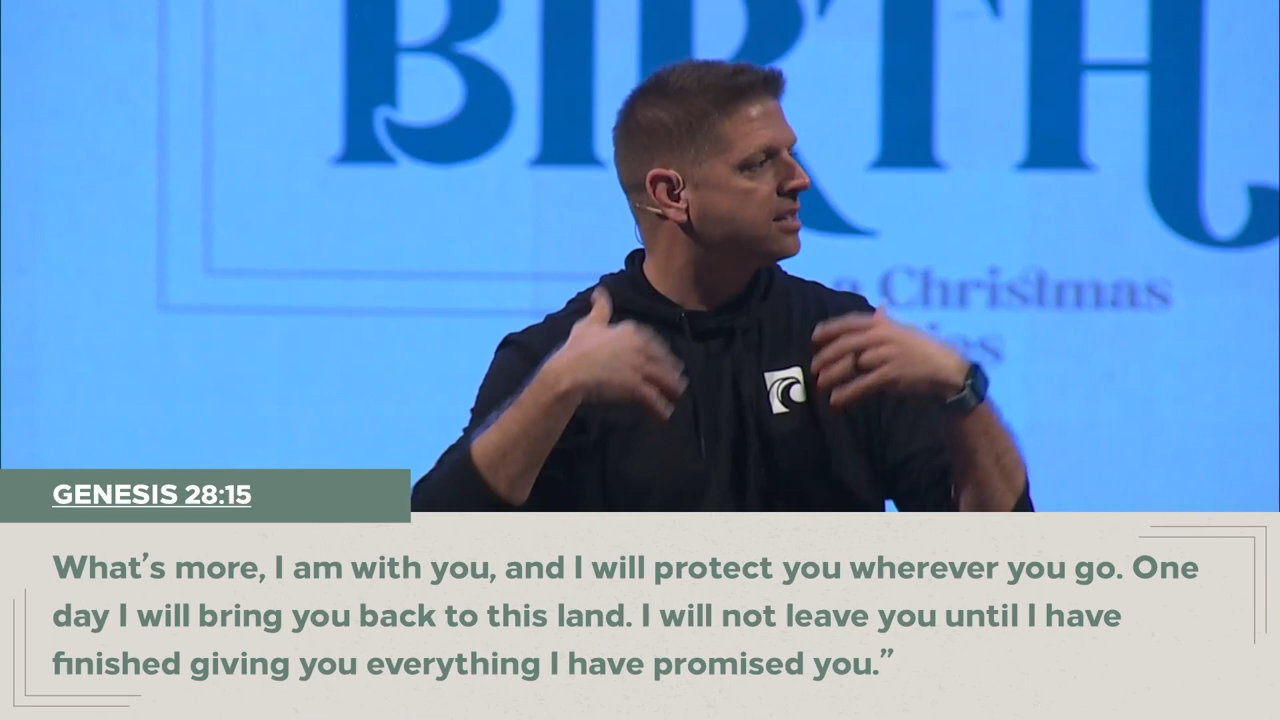 BIRTH
a Christmas
GENESIS 28:15
What's more, I am with you, and I will protect you wherever you go. One
day I will bring you back to this land. I will not leave you until I have
finished giving you everything I have promised you.”